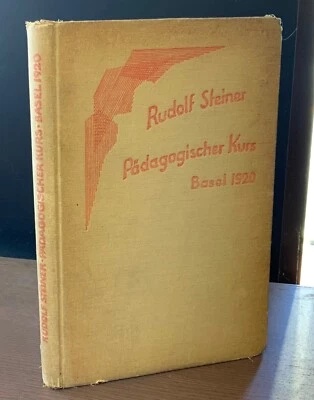 Rudolf Steiner
Pädagogischer Kurs
Basel 1920
RUDOLF STEINER · PÄDAGOGISCHER KURS · BASEL 1920